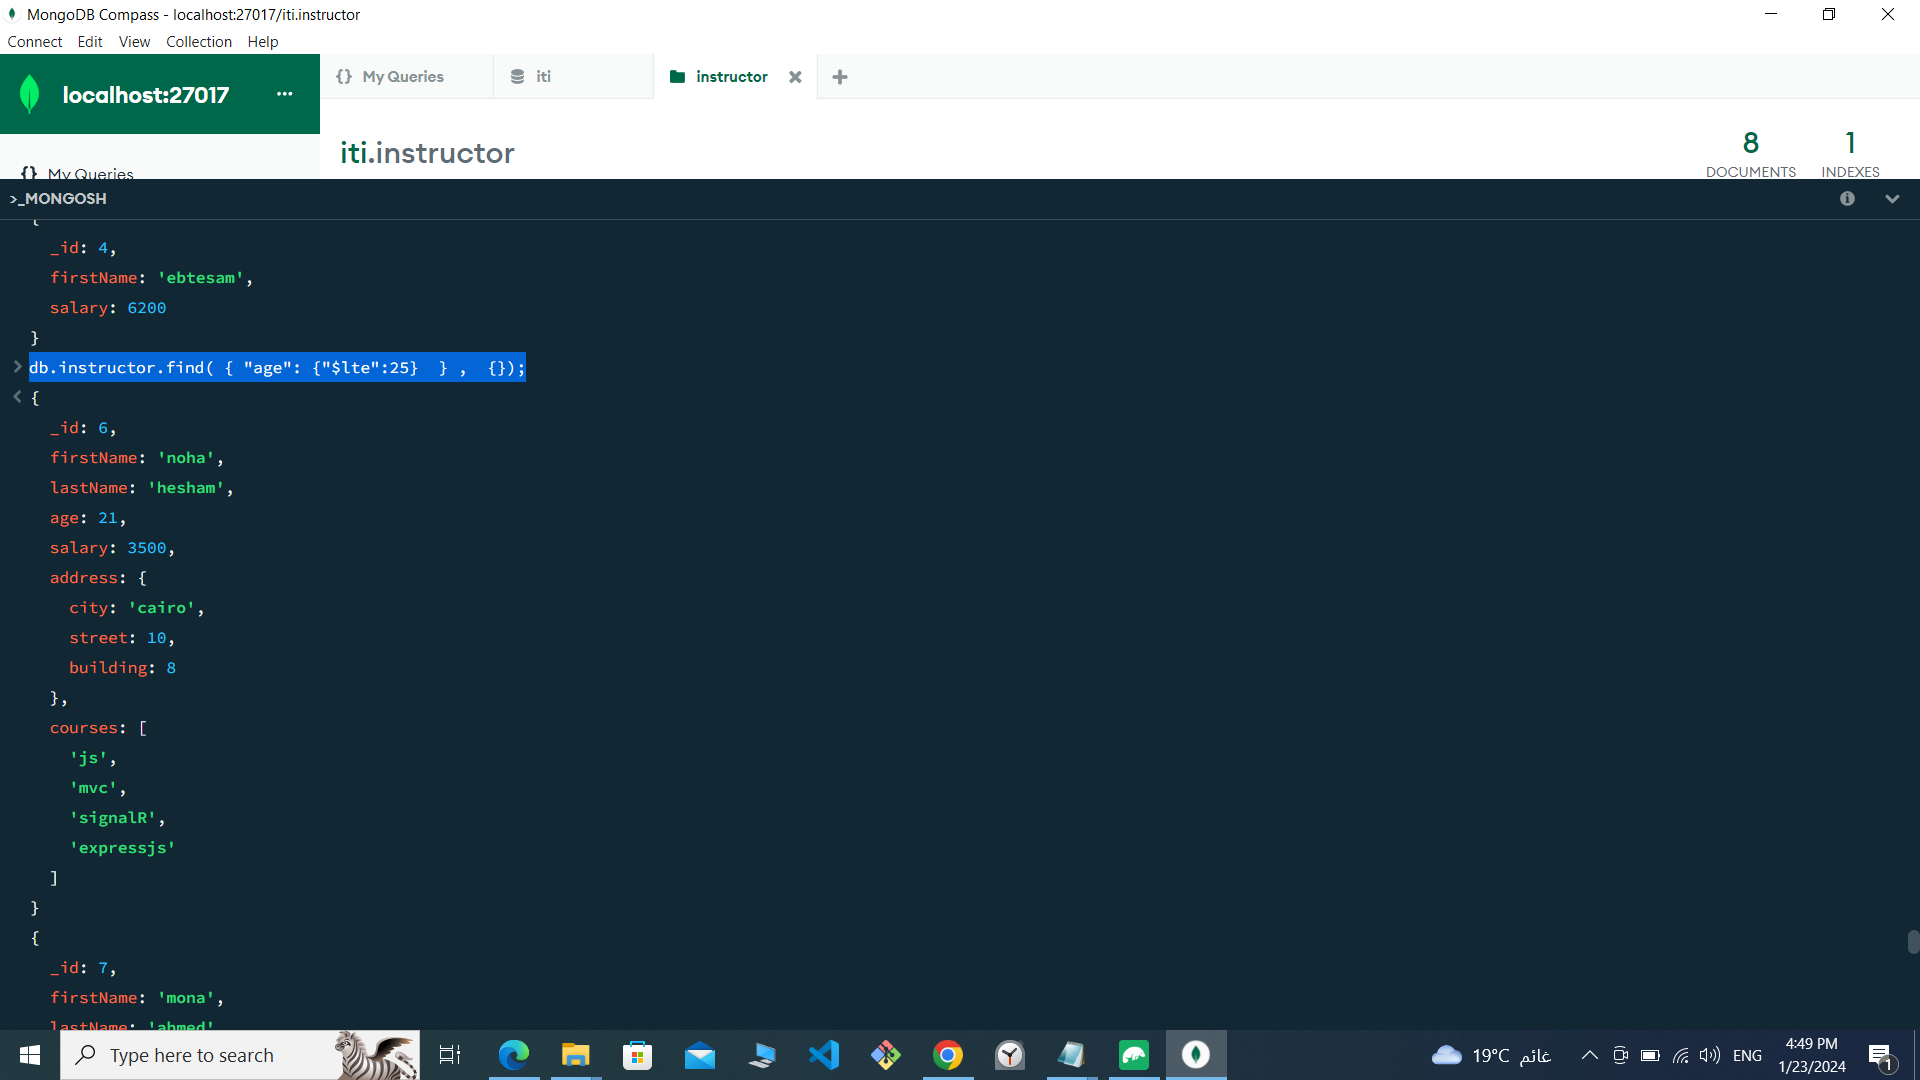 MongoDB Compass - localhost:27017/iti.instructor
Connect Edit View Collection Help
localhost:27017 ...
{} My Queries
iti
instructor
iti.instructor
8
DOCUMENTS
1
INDEXES
{} My Queries
>_MONGOSH
{
_id: 4,
firstName: 'ebtesam',
salary: 6200
}
> db.instructor.find( { "age": {"$lte":25}  } ,  {});
< {
_id: 6,
firstName: 'noha',
lastName: 'hesham',
age: 21,
salary: 3500,
address: {
city: 'cairo',
street: 10,
building: 8
},
courses: [
'js',
'mvc',
'signalR',
'expressjs'
]
}
{
_id: 7,
firstName: 'mona',
lastName: 'ahmed'
Type here to search
19°C غائم
ENG
4:49 PM
1/23/2024
1